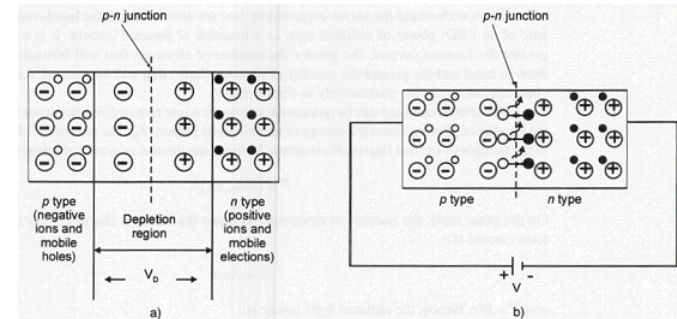 a)
p-n junction
p type
(negative
ions and
mobile
holes)
Depletion
region
n type
(positive
ions and
mobile
elections)
V_D
a)
b)
p-n junction
p type
n type
+
-
V
b)